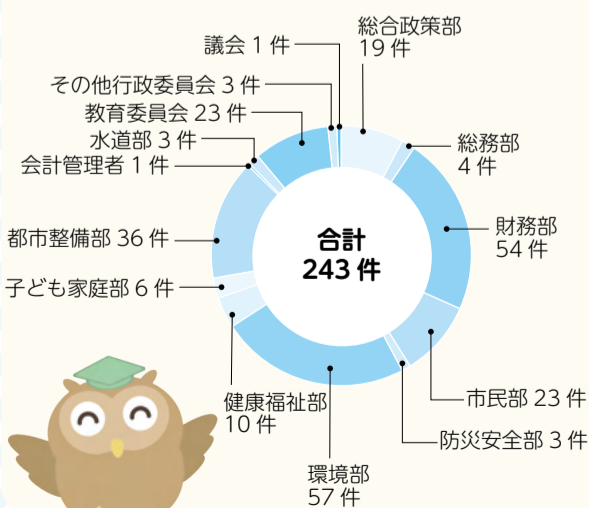 総合政策部
19 件
総務部
4 件
財務部
54 件
市民部 23 件
防災安全部 3 件
環境部
57 件
健康福祉部
10 件
子ども家庭部 6 件
都市整備部 36 件
会計管理者 1 件
水道部 3 件
教育委員会 23 件
その他行政委員会 3 件
議会 1 件
合計
243 件